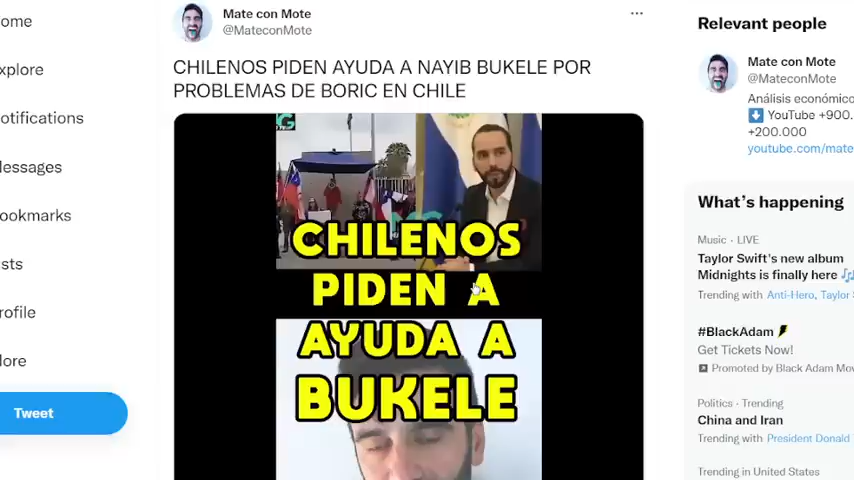 ome
xplore
otifications
lessages
ookmarks
sts
rofile
lore
Tweet
Mate con Mote
@MateconMote
...
CHILENOS PIDEN AYUDA A NAYIB BUKELE POR
PROBLEMAS DE BORIC EN CHILE
CHILENOS
PIDEN A
AYUDA A
BUKELE
Relevant people
Mate con Mote
@MateconMote
Análisis económico
YouTube +900.
+200.000
youtube.com/mate
What's happening
Music · LIVE
Taylor Swift's new album
Midnights is finally here
Trending with Anti-Hero, Taylor S
#BlackAdam
Get Tickets Now!
Promoted by Black Adam Mov
Politics · Trending
China and Iran
Trending with President Donald
Trending in United States